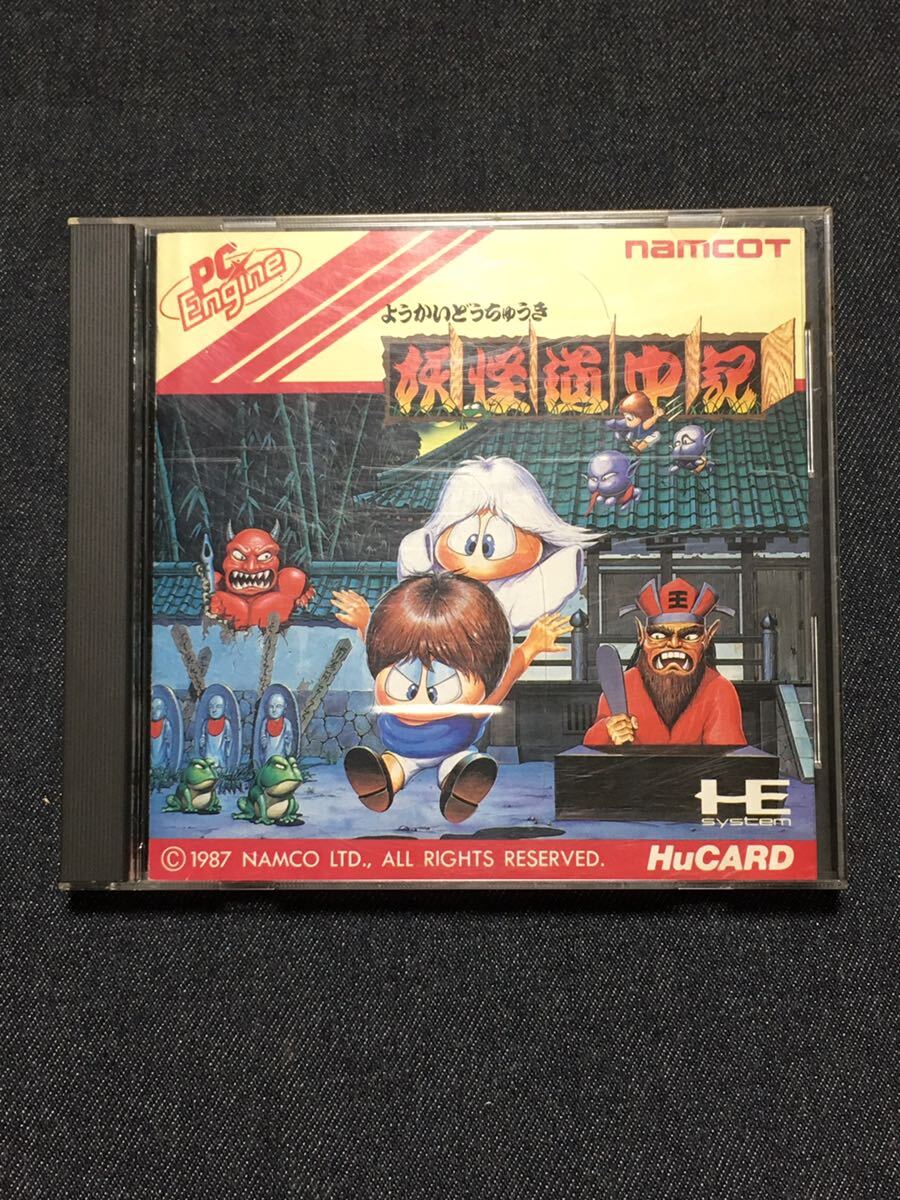 PC Engine
namcoT
ようかいどうちゅうき
妖怪道中記
王
HE system
© 1987 NAMCO LTD., ALL RIGHTS RESERVED.
HuCARD